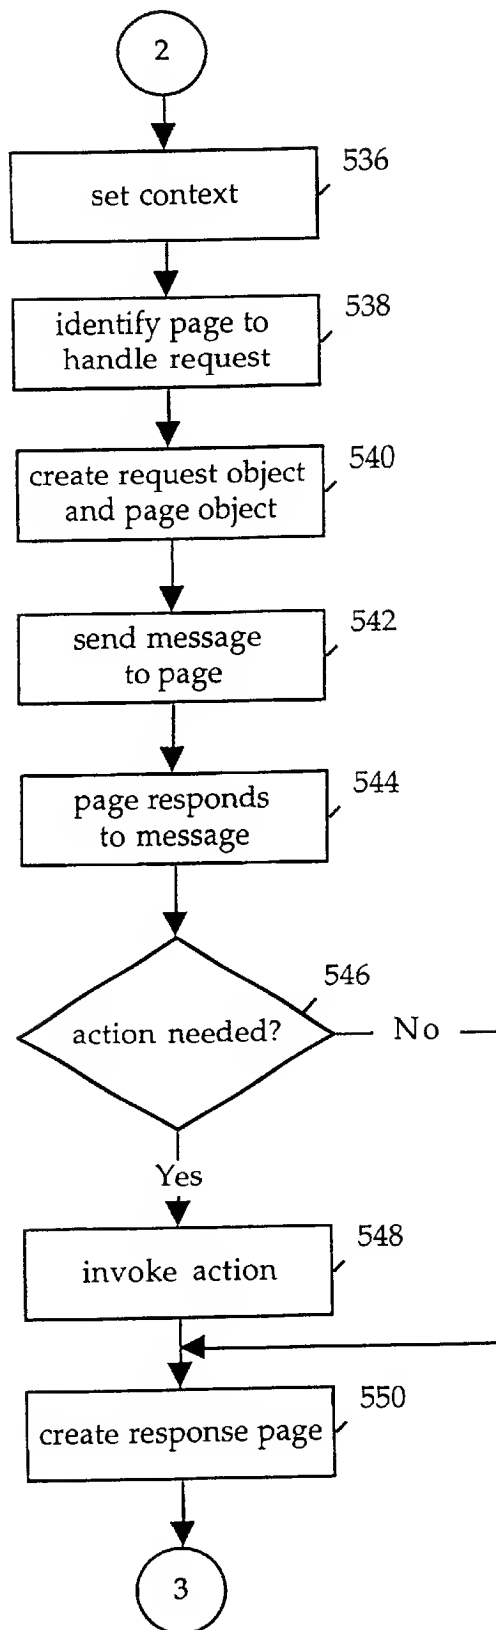 2
536
set context
538
identify page to
handle request
540
create request object
and page object
542
send message
to page
544
page responds
to message
546
action needed?
No
Yes
548
invoke action
550
create response page
3